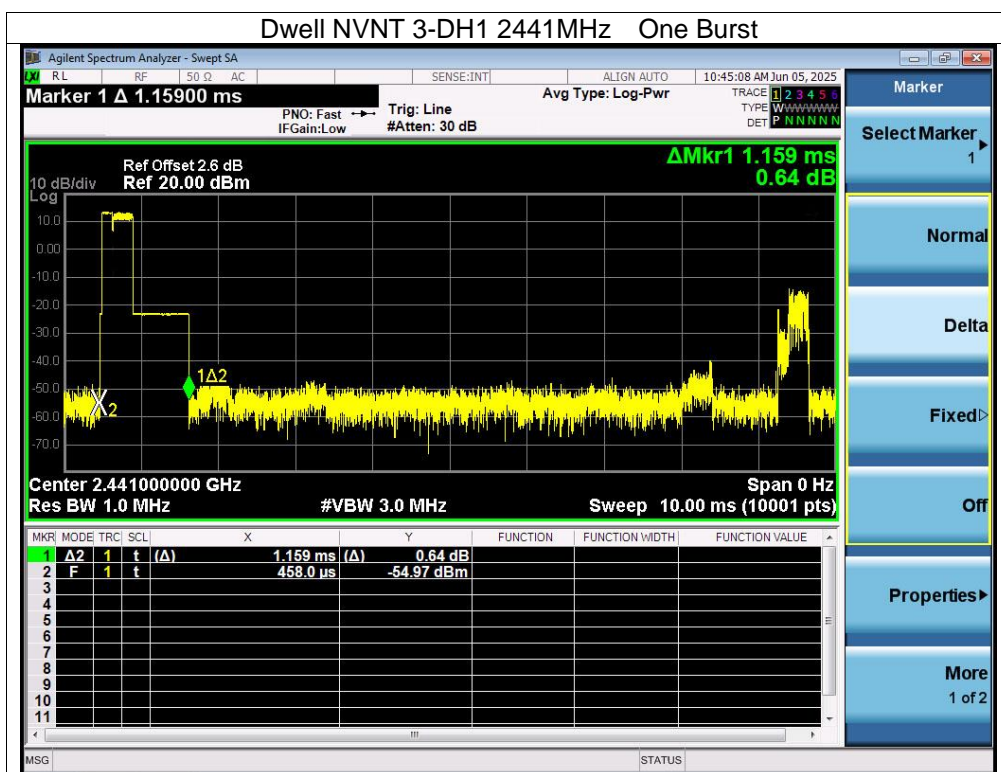 Dwell NVNT 3-DH1 2441MHz One Burst
Agilent Spectrum Analyzer - Swept SA
LXI RL RF 50 Ω AC SENSE:INT ALIGN AUTO 10:45:08 AM Jun 05, 2025
Marker 1 Δ 1.15900 ms
PNO: Fast
IFGain:Low
Trig: Line
#Atten: 30 dB
Avg Type: Log-Pwr
TRACE 1 2 3 4 5 6
TYPE WWWWWWW
DET P N N N N N
Ref Offset 2.6 dB
10 dB/div Ref 20.00 dBm
Log
ΔMkr1 1.159 ms
0.64 dB
10.0
0.00
-10.0
-20.0
-30.0
-40.0
-50.0
-60.0
-70.0
1Δ2
2
Center 2.441000000 GHz Span 0 Hz
Res BW 1.0 MHz #VBW 3.0 MHz Sweep 10.00 ms (10001 pts)
MKR MODE TRC SCL X Y FUNCTION FUNCTION WIDTH FUNCTION VALUE
1 Δ2 1 t (Δ) 1.159 ms (Δ) 0.64 dB
2 F 1 t 458.0 µs -54.97 dBm
3
4
5
6
7
8
9
10
11
MSG STATUS
Marker
Select Marker
1
Normal
Delta
Fixed
Off
Properties
More
1 of 2